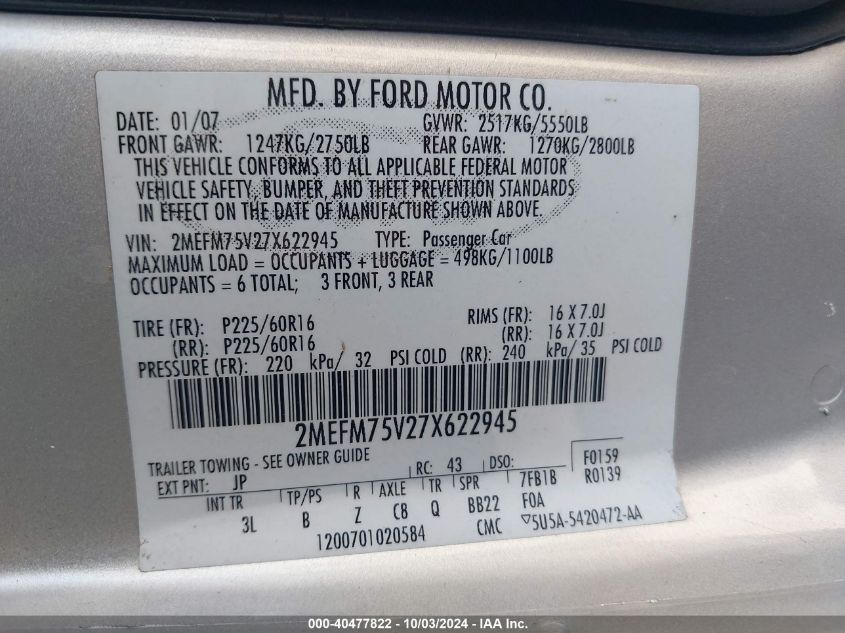 MFD. BY FORD MOTOR CO.
DATE: 01/07 GVWR: 2517KG/5550LB
FRONT GAWR: 1247KG/2750LB REAR GAWR: 1270KG/2800LB
THIS VEHICLE CONFORMS TO ALL APPLICABLE FEDERAL MOTOR
VEHICLE SAFETY, BUMPER, AND THEFT PREVENTION STANDARDS
IN EFFECT ON THE DATE OF MANUFACTURE SHOWN ABOVE.
VIN: 2MEFM75V27X622945 TYPE: Passenger Car
MAXIMUM LOAD = OCCUPANTS + LUGGAGE = 498KG/1100LB
OCCUPANTS = 6 TOTAL; 3 FRONT, 3 REAR
TIRE (FR): P225/60R16 RIMS (FR): 16 X 7.0J
(RR): P225/60R16 (RR): 16 X 7.0J
PRESSURE (FR): 220 kPa/ 32 PSI COLD (RR): 240 kPa/ 35 PSI COLD
2MEFM75V27X622945
TRAILER TOWING - SEE OWNER GUIDE F0159
EXT PNT: JP RC: 43 DSO: R0139
INT TR TP/PS R AXLE TR SPR 7FB1B
3L B Z C8 Q BB22 F0A
1200701020584 CMC ▽5U5A-5420472-AA
000-40477822 - 10/03/2024 - IAA Inc.